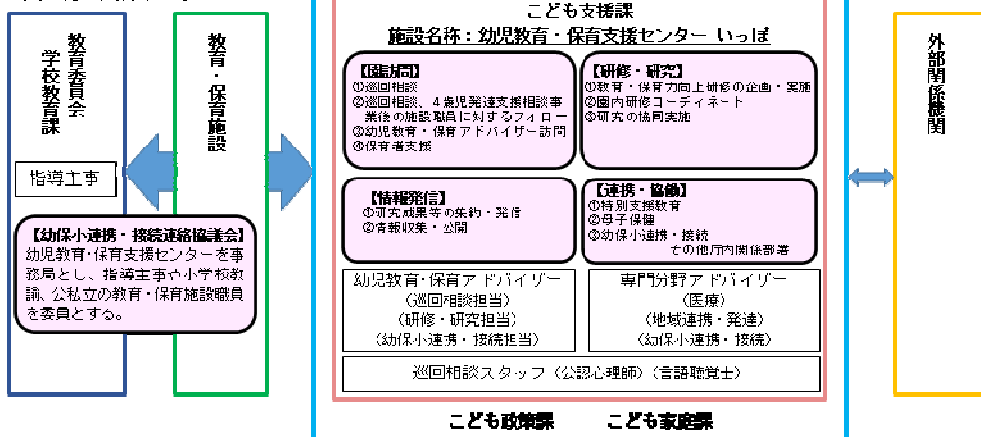 教育委員会
学校教育課
指導主事
教育・保育施設
【幼保小連携・接続連絡協議会】
幼児教育・保育支援センターを事
務局とし、指導主事や小学校教
諭、公私立の教育・保育施設職員
を委員とする。
こども支援課
施設名称：幼児教育・保育支援センター いっぽ
【園訪問】
①巡回相談
②巡回相談、４歳児発達支援相談事
業後の施設職員に対するフォロー
③幼児教育・保育アドバイザー訪問
④保育者支援
【研修・研究】
①教育・保育力向上研修の企画・実施
②園内研修コーディネート
③研究の協同実施
【情報発信】
①研究成果等の集約・発信
②情報収集・公開
【連携・協働】
①特別支援教育
②母子保健
③幼保小連携・接続
その他庁内関係部署
幼児教育・保育アドバイザー
（巡回相談担当）
（研修・研究担当）
（幼保小連携・接続担当）
専門分野アドバイザー
（医療）
（地域連携・発達）
（幼保小連携・接続）
巡回相談スタッフ（公認心理師）（言語聴覚士）
こども政策課　こども家庭課
外部関係機関